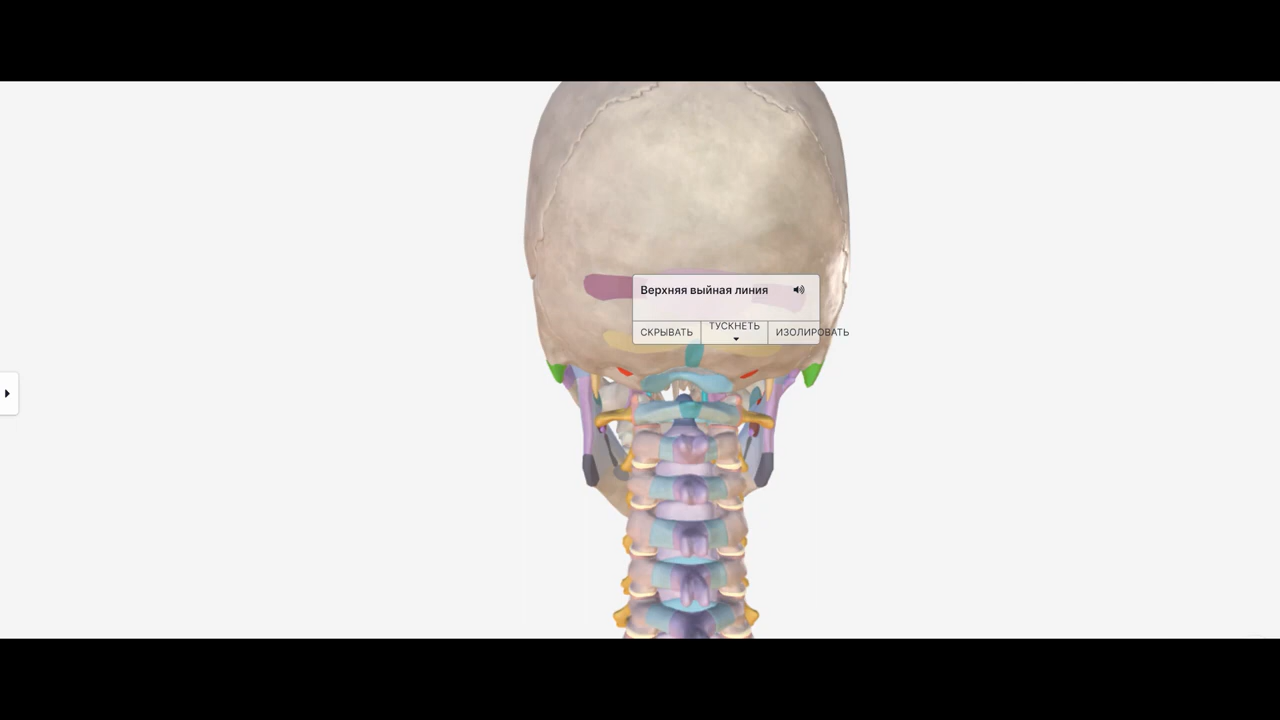 Верхняя выйная линия
СКРЫВАТЬ
ТУСКНЕТЬ
ИЗОЛИРОВАТЬ